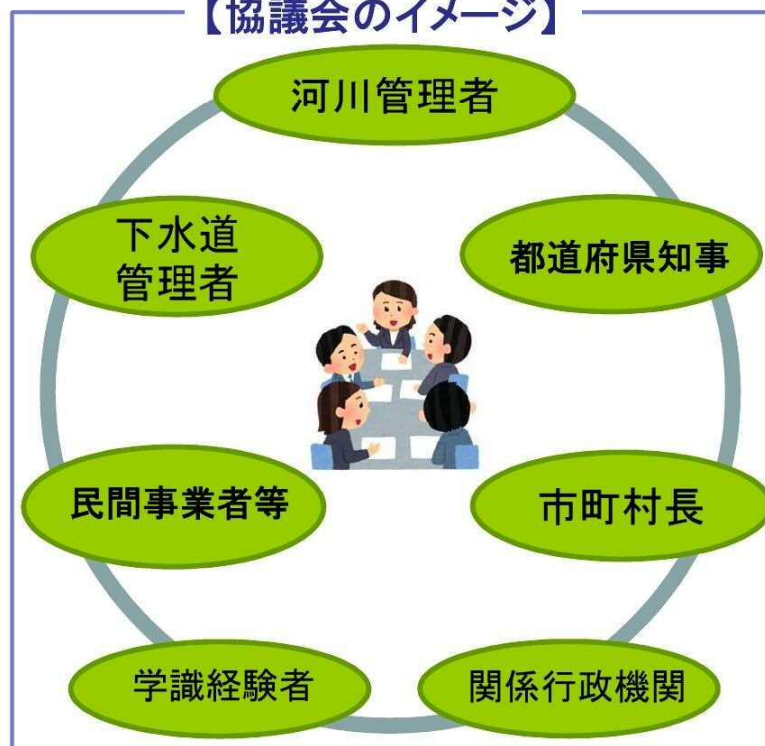 【協議会のイメージ】
河川管理者
下水道
管理者
都道府県知事
民間事業者等
市町村長
学識経験者
関係行政機関